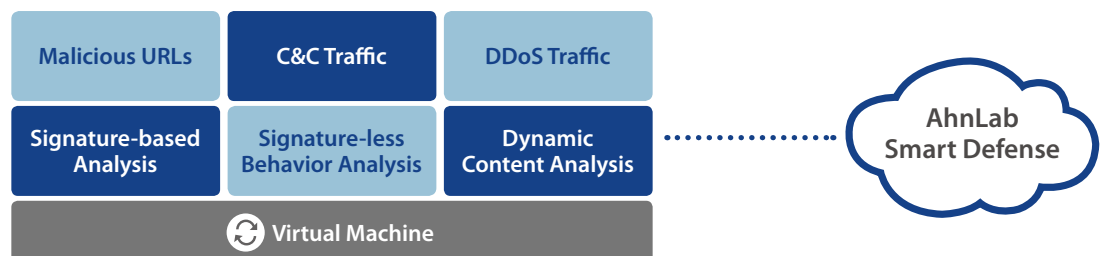 Malicious URLs
C&C Traffic
DDoS Traffic
Signature-based
Analysis
Signature-less
Behavior Analysis
Dynamic
Content Analysis
AhnLab
Smart Defense
Virtual Machine